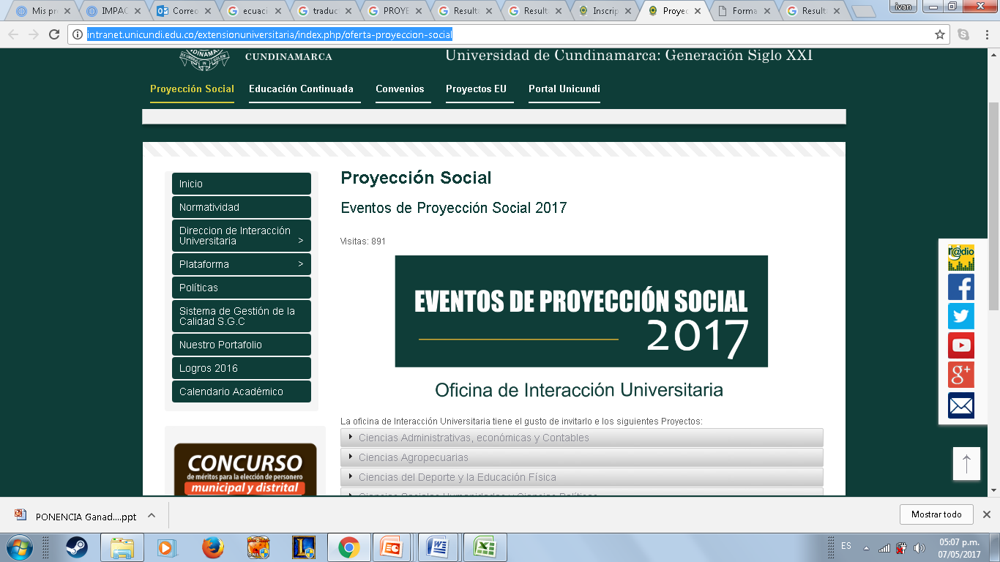 Mis pr
IMPAC
Correo
ecuaci
traduc
PROYE
Result
Result
Inscrip
Proyec
Forma
Result
Ivan
intranet.unicundi.edu.co/extensionuniversitaria/index.php/oferta-proyeccion-social
CUNDINAMARCA
Universidad de Cundinamarca: Generación Siglo XXI
Proyección Social
Educación Continuada
Convenios
Proyectos EU
Portal Unicundi
Inicio
Normatividad
Direccion de Interacción
Universitaria >
Plataforma >
Políticas
Sistema de Gestión de la
Calidad S.G.C
Nuestro Portafolio
Logros 2016
Calendario Académico
CONCURSO
de méritos para la elección de personero
municipal y distrital
Proyección Social
Eventos de Proyección Social 2017
Visitas: 891
EVENTOS DE PROYECCIÓN SOCIAL
2017
Oficina de Interacción Universitaria
La oficina de Interacción Universitaria tiene el gusto de invitarlo e los siguientes Proyectos:
Ciencias Administrativas, económicas y Contables
Ciencias Agropecuarias
Ciencias del Deporte y la Educación Física
Ciencias Sociales Humanidades y Ciencias Políticas
r@dio
g+
PONENCIA Ganad....ppt
Mostrar todo
ES
05:07 p.m.
07/05/2017